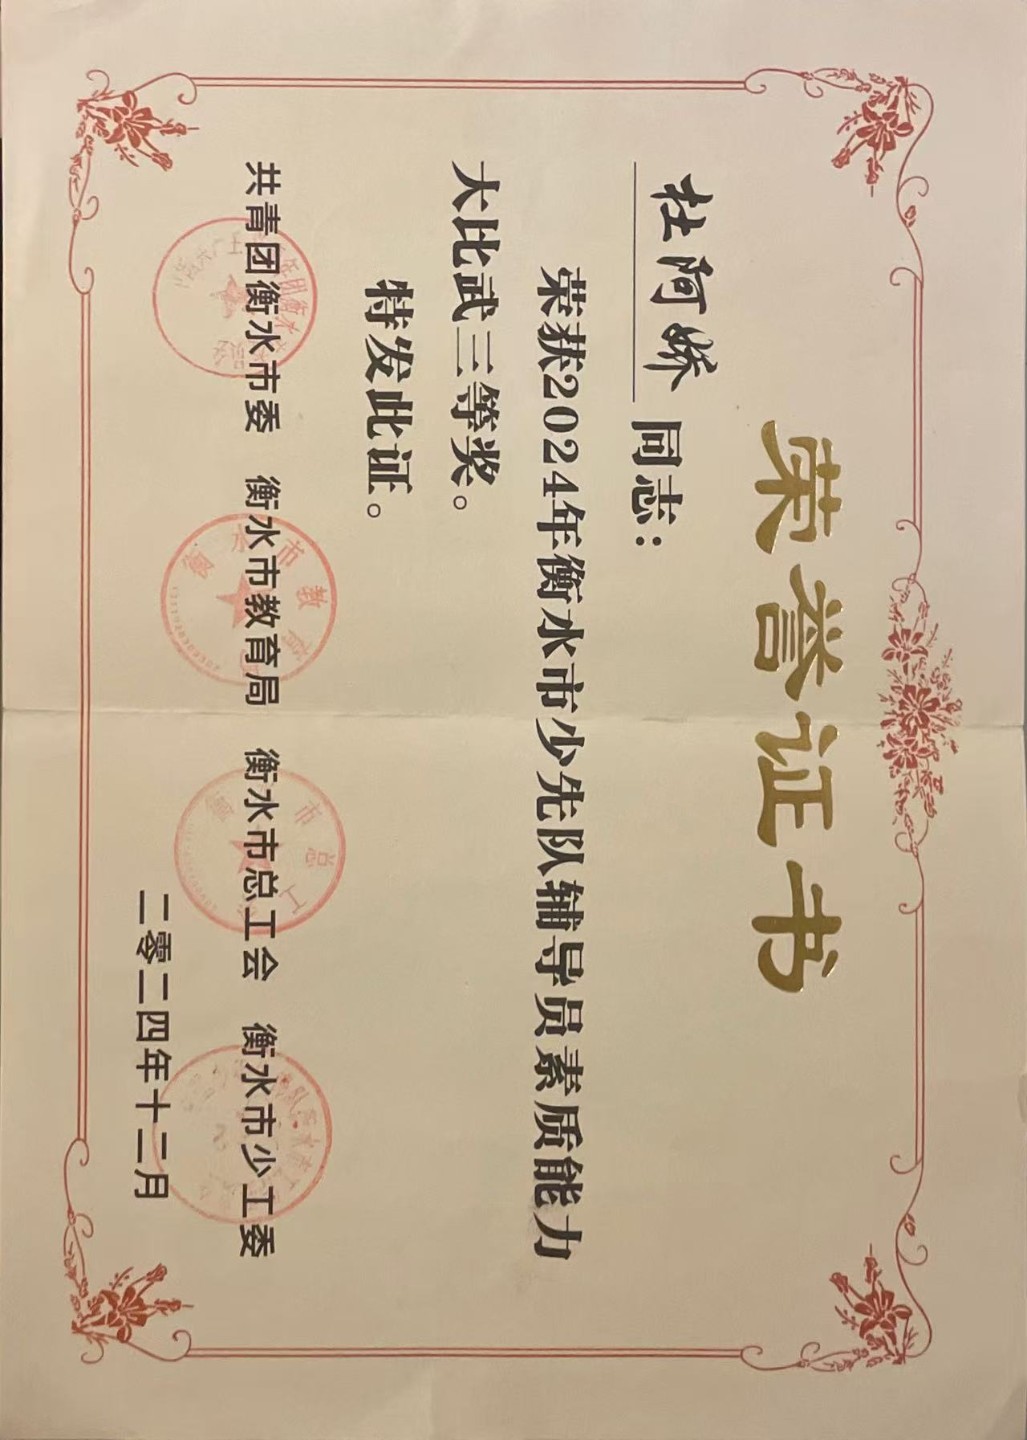 荣誉证书
杜阿娇 同志：
荣获2024年衡水市少先队辅导员素质能力
大比武三等奖。
特发此证。
共青团衡水市委 衡水市教育局 衡水市总工会 衡水市少工委
二零二四年十二月